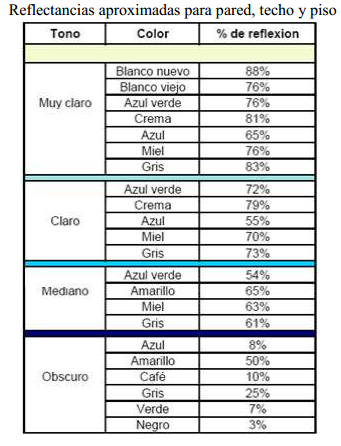 Reflectancias aproximadas para pared, techo y piso
Tono Color % de reflexion
Muy claro
Blanco nuevo 88%
Blanco viejo 76%
Azul verde 76%
Crema 81%
Azul 65%
Miel 76%
Gris 83%
Claro
Azul verde 72%
Crema 79%
Azul 55%
Miel 70%
Gris 73%
Mediano
Azul verde 54%
Amarillo 65%
Miel 63%
Gris 61%
Obscuro
Azul 8%
Amarillo 50%
Café 10%
Gris 25%
Verde 7%
Negro 3%